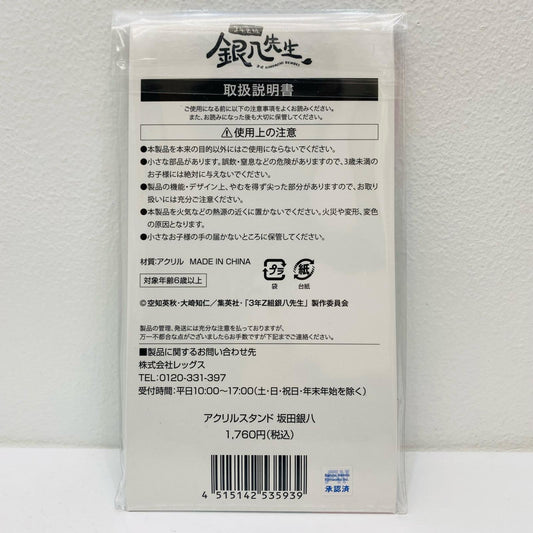 3年Z組
銀八先生
3-Z GINPACHI SENSEI
取扱説明書
ご使用になる前に以下の注意事項をよくお読みください。
また、お読みになった後も大切に保管してください。
⚠使用上の注意
●本製品を本来の目的以外にはご使用にならないでください。
●小さな部品があります。誤飲・窒息などの危険がありますので、3歳未満の
お子様には絶対に与えないでください。
●製品の機能・デザイン上、やむを得ず尖った部分がありますので、お取り
扱いには充分ご注意ください。
●本製品を火気などの熱源の近くに置かないでください。火災や変形、変色
の原因となります。
●小さなお子様の手の届かないところに保管してください。
材質:アクリル MADE IN CHINA
プラ
袋
紙
台紙
対象年齢6歳以上
©空知英秋・大崎知仁／集英社・「3年Z組銀八先生」製作委員会
製品の管理、発送には充分な注意を払っておりますが、
万一不都合な点がございましたらお手数ですが下記までご連絡ください。
■製品に関するお問い合わせ先
株式会社レッグス
TEL:0120-331-397
受付時間:平日10:00〜17:00(土・日・祝日・年末年始を除く)
アクリルスタンド 坂田銀八
1,760円(税込)
4 515142 535939
承認済